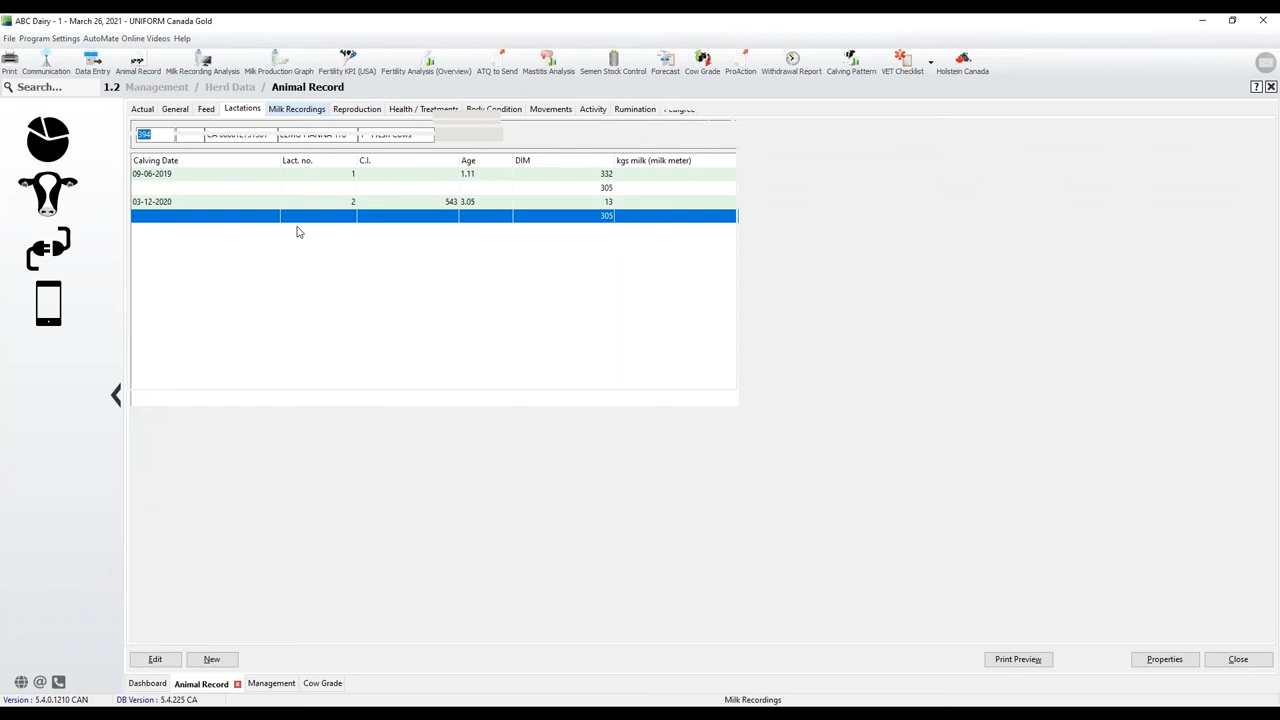 ABC Dairy - 1 - March 26, 2021 - UNIFORM Canada Gold
File Program Settings AutoMate Online Videos Help
Print Communication Data Entry Animal Record Milk Recording Analysis Milk Production Graph Fertility KPI (USA) Fertility Analysis (Overview) ATQ to Send Mastitis Analysis Semen Stock Control Forecast Cow Grade ProAction Withdrawal Report Calving Pattern VET Checklist Holstein Canada
Search... 1.2 Management / Herd Data / Animal Record ?
Actual General Feed Lactations Milk Recordings Reproduction Health / Treatments Body Condition Movements Activity Rumination Pedigree
394
Calving Date Lact. no. C.I. Age DIM kgs milk (milk meter)
09-06-2019 1 1.11 332
305
03-12-2020 2 543 3.05 13
305
Edit New Print Preview Properties Close
Dashboard Animal Record Management Cow Grade
Version : 5.4.0.1210 CAN DB Version : 5.4.225 CA Milk Recordings